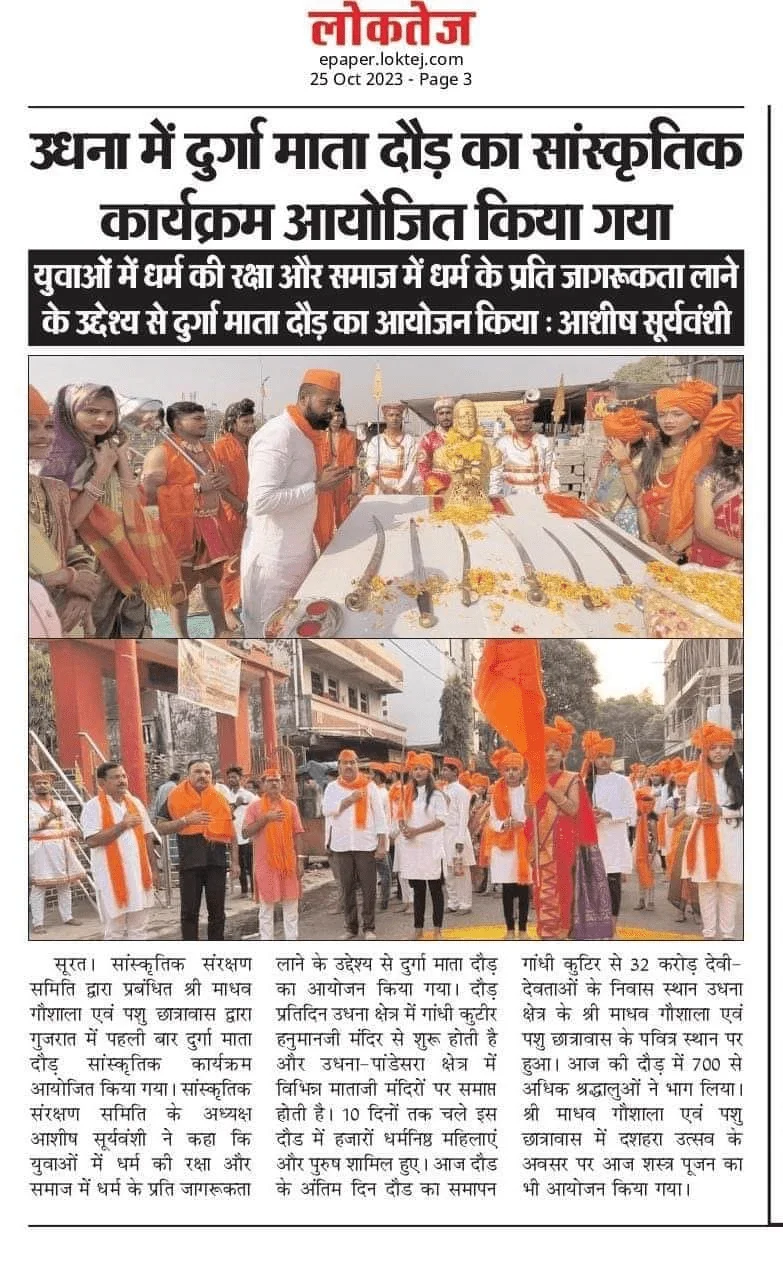 लोकतेज
epaper.loktej.com
25 Oct 2023 - Page 3
उधना में दुर्गा माता दौड़ का सांस्कृतिक
कार्यक्रम आयोजित किया गया
युवाओं में धर्म की रक्षा और समाज में धर्म के प्रति जागरूकता लाने
के उद्देश्य से दुर्गा माता दौड़ का आयोजन किया : आशीष सूर्यवंशी
सूरत। सांस्कृतिक संरक्षण
समिति द्वारा प्रबंधित श्री माधव
गौशाला एवं पशु छात्रावास द्वारा
गुजरात में पहली बार दुर्गा माता
दौड़ सांस्कृतिक कार्यक्रम
आयोजित किया गया। सांस्कृतिक
संरक्षण समिति के अध्यक्ष
आशीष सूर्यवंशी ने कहा कि
युवाओं में धर्म की रक्षा और
समाज में धर्म के प्रति जागरूकता
लाने के उद्देश्य से दुर्गा माता दौड़
का आयोजन किया गया। दौड़
प्रतिदिन उधना क्षेत्र में गांधी कुटीर
हनुमानजी मंदिर से शुरू होती है
और उधना-पांडेसरा क्षेत्र में
विभिन्न माताजी मंदिरों पर समाप्त
होती है। 10 दिनों तक चले इस
दौड में हजारों धर्मनिष्ठ महिलाएं
और पुरुष शामिल हुए। आज दौड
के अंतिम दिन दौड का समापन
गांधी कुटिर से 32 करोड़ देवी-
देवताओं के निवास स्थान उधना
क्षेत्र के श्री माधव गौशाला एवं
पशु छात्रावास के पवित्र स्थान पर
हुआ। आज की दौड़ में 700 से
अधिक श्रद्धालुओं ने भाग लिया।
श्री माधव गौशाला एवं पशु
छात्रावास में दशहरा उत्सव के
अवसर पर आज शस्त्र पूजन का
भी आयोजन किया गया।